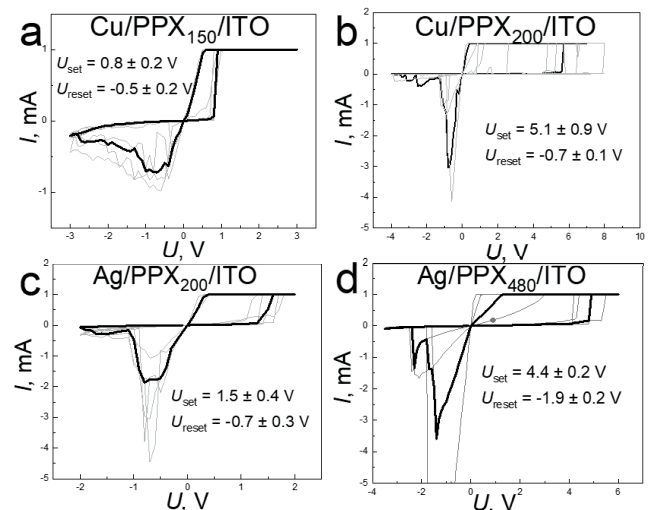 a
Cu/PPX150/ITO
Uset = 0.8 ± 0.2 V
Ureset = -0.5 ± 0.2 V
I, mA
1
0
-1
-3 -2 -1 0 1 2 3
U, V
b
Cu/PPX200/ITO
Uset = 5.1 ± 0.9 V
Ureset = -0.7 ± 0.1 V
I, mA
1
0
-1
-2
-3
-4
-5
-4 -2 0 2 4 6 8 10
U, V
c
Ag/PPX200/ITO
Uset = 1.5 ± 0.4 V
Ureset = -0.7 ± 0.3 V
I, mA
2
1
0
-1
-2
-3
-4
-5
-2 -1 0 1 2
U, V
d
Ag/PPX480/ITO
Uset = 4.4 ± 0.2 V
Ureset = -1.9 ± 0.2 V
I, mA
2
1
0
-1
-2
-3
-4
-5
-2 0 2 4 6
U, V